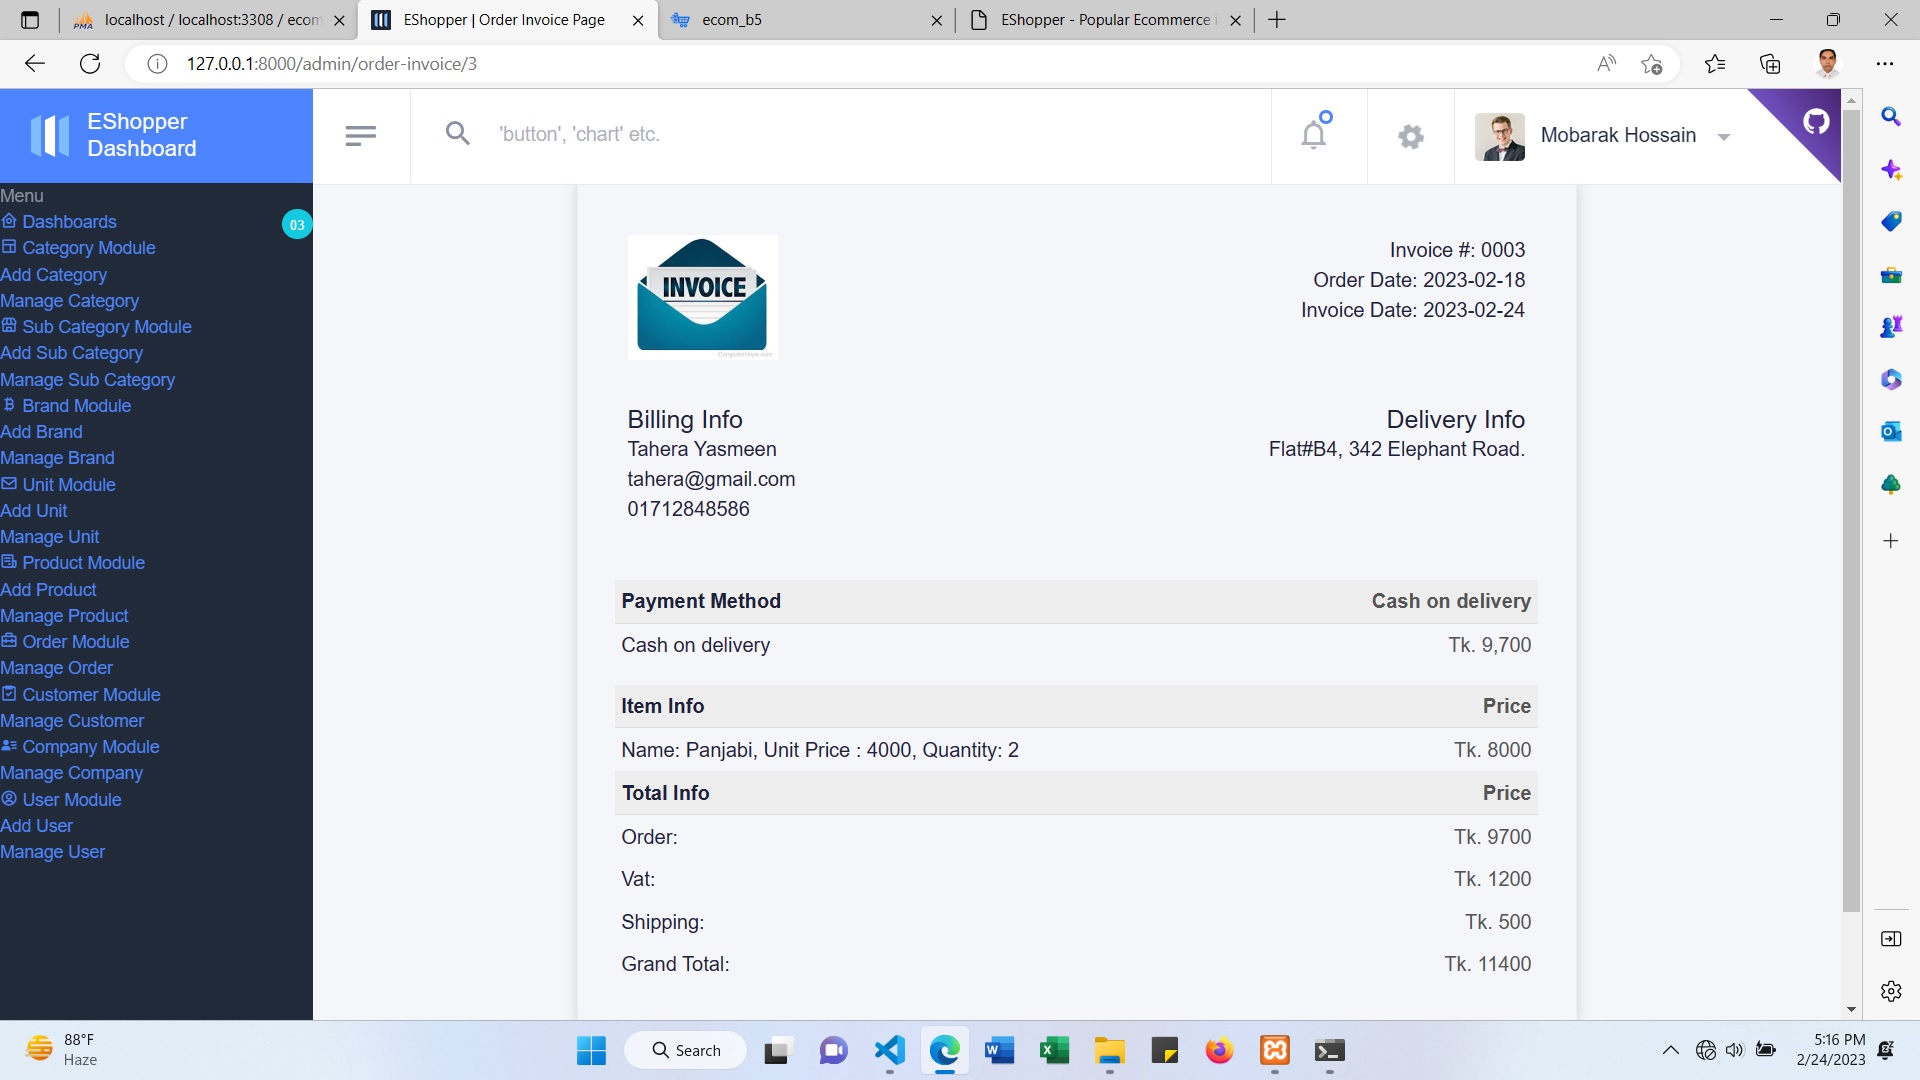 localhost / localhost:3308 / ecom
EShopper | Order Invoice Page
ecom_b5
EShopper - Popular Ecommerce i
127.0.0.1:8000/admin/order-invoice/3
EShopper
Dashboard
'button', 'chart' etc.
Mobarak Hossain
Menu
Dashboards
03
Category Module
Add Category
Manage Category
Sub Category Module
Add Sub Category
Manage Sub Category
Brand Module
Add Brand
Manage Brand
Unit Module
Add Unit
Manage Unit
Product Module
Add Product
Manage Product
Order Module
Manage Order
Customer Module
Manage Customer
Company Module
Manage Company
User Module
Add User
Manage User
INVOICE
ComputerHope.com
Invoice #: 0003
Order Date: 2023-02-18
Invoice Date: 2023-02-24
Billing Info
Tahera Yasmeen
tahera@gmail.com
01712848586
Delivery Info
Flat#B4, 342 Elephant Road.
Payment Method Cash on delivery
Cash on delivery Tk. 9,700
Item Info Price
Name: Panjabi, Unit Price : 4000, Quantity: 2 Tk. 8000
Total Info Price
Order: Tk. 9700
Vat: Tk. 1200
Shipping: Tk. 500
Grand Total: Tk. 11400
88°F
Haze
Search
5:16 PM
2/24/2023